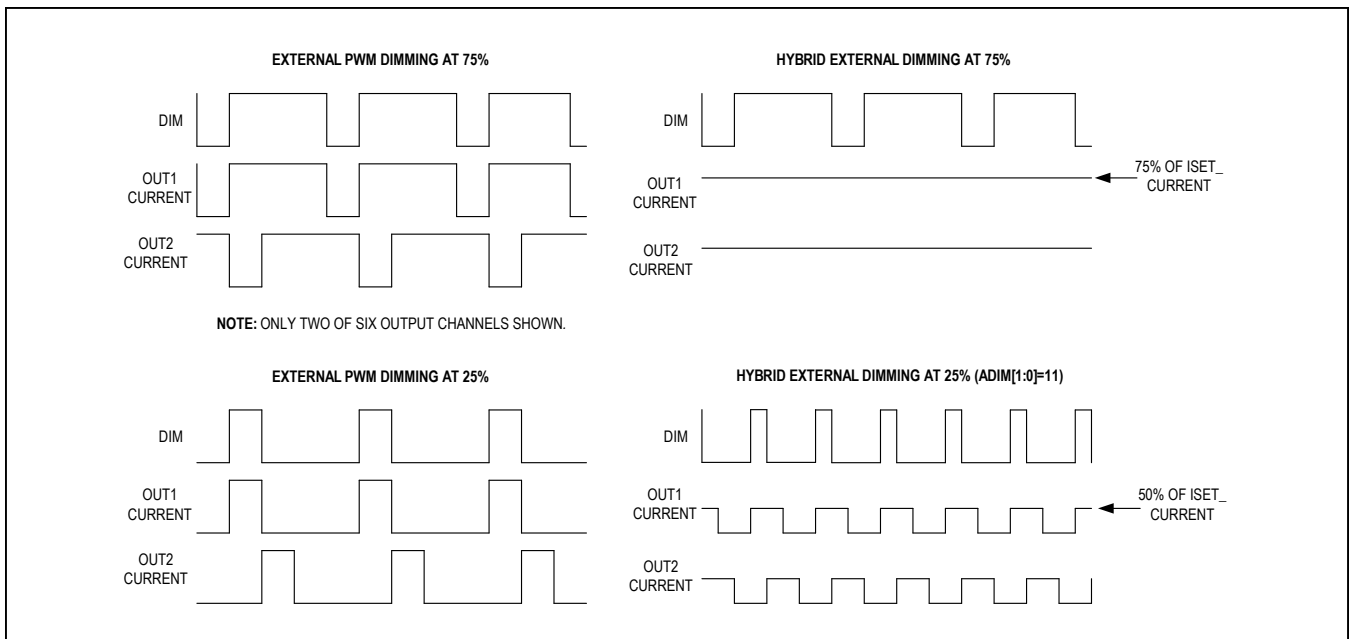 EXTERNAL PWM DIMMING AT 75%
DIM
OUT1
CURRENT
OUT2
CURRENT
NOTE: ONLY TWO OF SIX OUTPUT CHANNELS SHOWN.
HYBRID EXTERNAL DIMMING AT 75%
DIM
OUT1
CURRENT
75% OF ISET_
CURRENT
OUT2
CURRENT
EXTERNAL PWM DIMMING AT 25%
DIM
OUT1
CURRENT
OUT2
CURRENT
HYBRID EXTERNAL DIMMING AT 25% (ADIM[1:0]=11)
DIM
OUT1
CURRENT
50% OF ISET_
CURRENT
OUT2
CURRENT